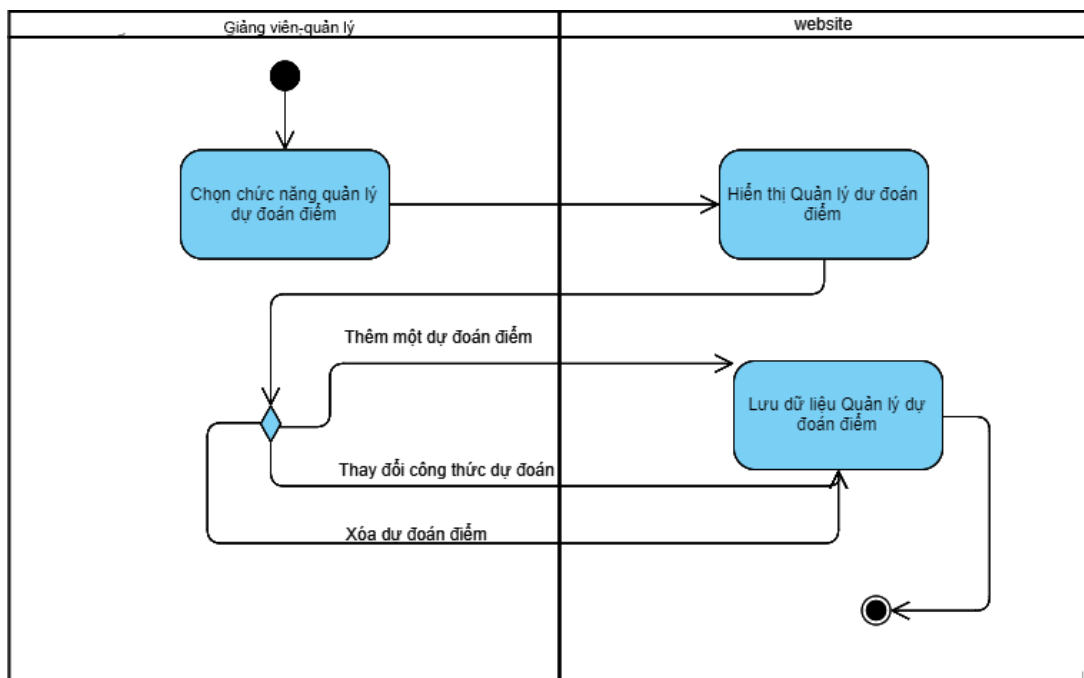 Giảng viên-quản lý
website
Chọn chức năng quản lý
dự đoán điểm
Hiển thị Quản lý dư đoán
điểm
Thêm một dự đoán điểm
Lưu dữ liệu Quản lý dự
đoán điểm
Thay đổi công thức dự đoán
Xóa dư đoán điểm